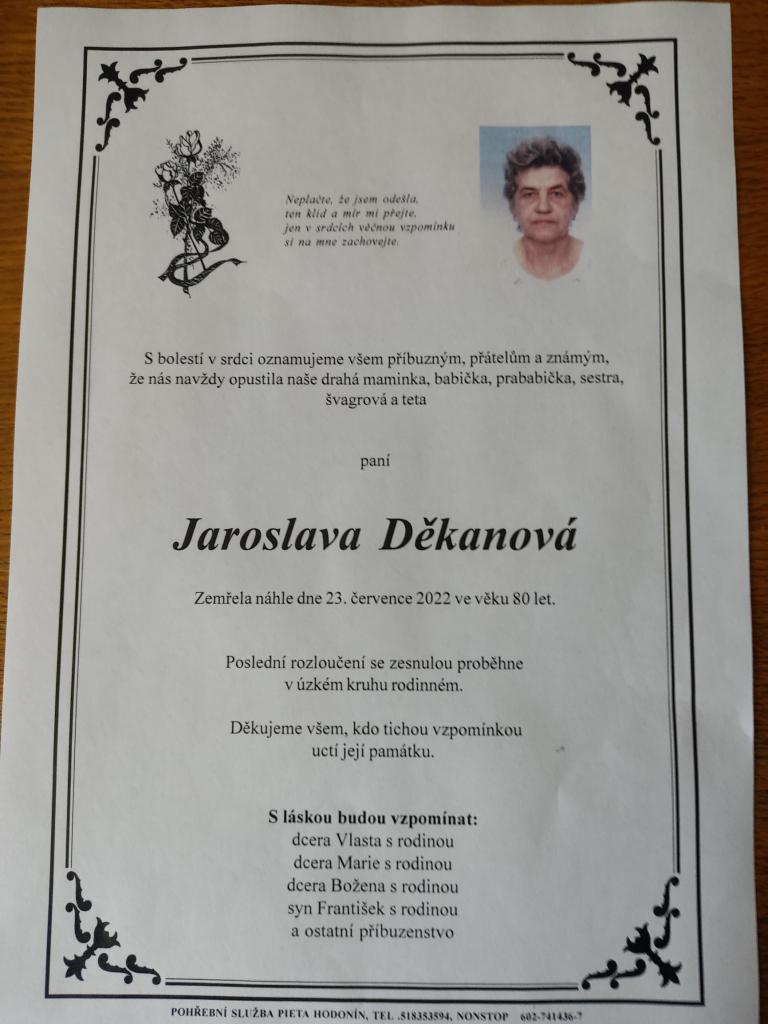 Neplačte, že jsem odešla,
ten klid a mír mi přejte,
jen v srdcích věčnou vzpomínku
si na mne zachovejte.
S bolestí v srdci oznamujeme všem příbuzným, přátelům a známým,
že nás navždy opustila naše drahá maminka, babička, prababička, sestra,
švagrová a teta
paní
Jaroslava Děkanová
Zemřela náhle dne 23. července 2022 ve věku 80 let.
Poslední rozloučení se zesnulou proběhne
v úzkém kruhu rodinném.
Děkujeme všem, kdo tichou vzpomínkou
uctí její památku.
S láskou budou vzpomínat:
dcera Vlasta s rodinou
dcera Marie s rodinou
dcera Božena s rodinou
syn František s rodinou
a ostatní příbuzenstvo
POHŘEBNÍ SLUŽBA PIETA HODONÍN, TEL .518353594, NONSTOP 602-741436-7